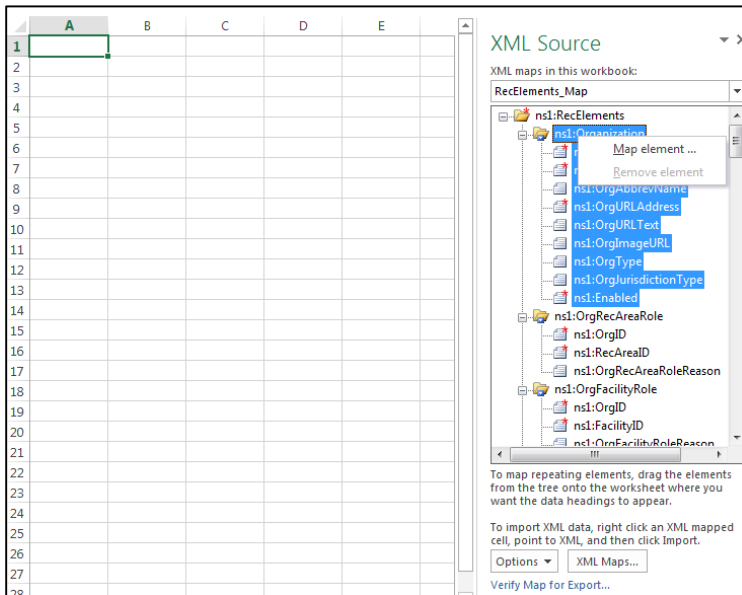 A B C D E
1
2
3
4
5
6
7
8
9
10
11
12
13
14
15
16
17
18
19
20
21
22
23
24
25
26
27
28
XML Source
XML maps in this workbook:
RecElements_Map
ns1:RecElements
ns1:Organization
Map element ...
Remove element
ns1:OrgAbbrevName
ns1:OrgURLAddress
ns1:OrgURLText
ns1:OrgImageURL
ns1:OrgType
ns1:OrgJurisdictionType
ns1:Enabled
ns1:OrgRecAreaRole
ns1:OrgID
ns1:RecAreaID
ns1:OrgRecAreaRoleReason
ns1:OrgFacilityRole
ns1:OrgID
ns1:FacilityID
ns1:OrgFacilityRoleReason
To map repeating elements, drag the elements
from the tree onto the worksheet where you
want the data headings to appear.
To import XML data, right click an XML mapped
cell, point to XML, and then click Import.
Options XML Maps...
Verify Map for Export...